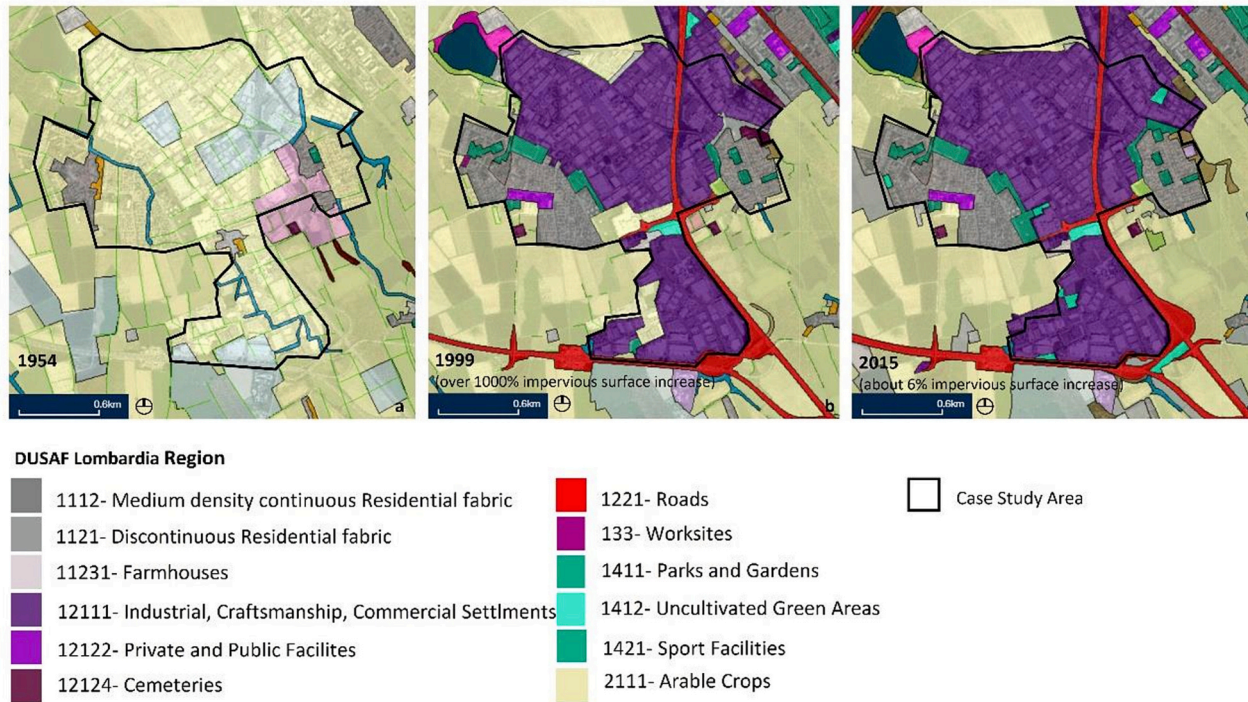 1954
0.6km
a
1999
(over 1000% impervious surface increase)
0.6km
b
2015
(about 6% impervious surface increase)
0.6km
DUSAF Lombardia Region
1112- Medium density continuous Residential fabric
1121- Discontinuous Residential fabric
11231- Farmhouses
12111- Industrial, Craftsmanship, Commercial Settlments
12122- Private and Public Facilites
12124- Cemeteries
1221- Roads
133- Worksites
1411- Parks and Gardens
1412- Uncultivated Green Areas
1421- Sport Facilities
2111- Arable Crops
Case Study Area